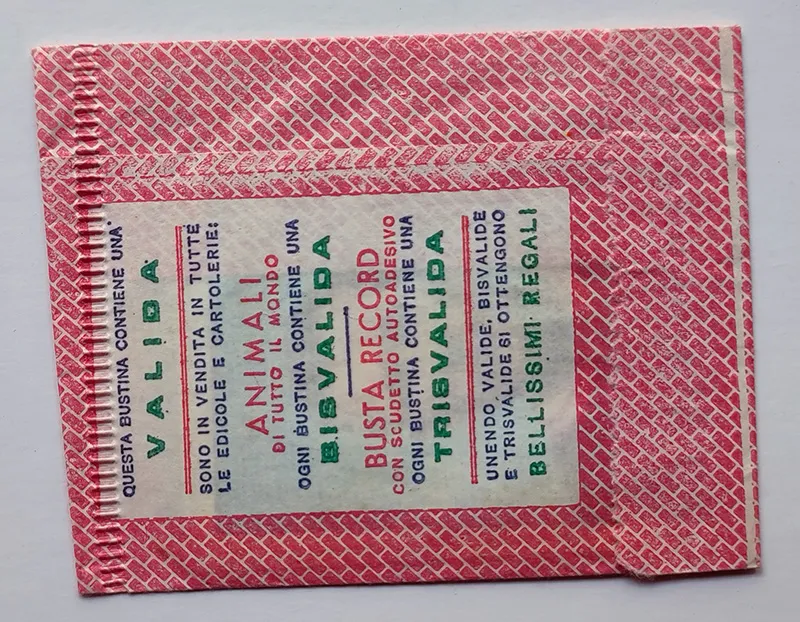 QUESTA BUSTINA CONTIENE UNA
VALIDA
SONO IN VENDITA IN TUTTE
LE EDICOLE E CARTOLERIE:
ANIMALI
DI TUTTO IL MONDO
OGNI BUSTINA CONTIENE UNA
BISVALIDA
BUSTA RECORD
CON SCUDETTO AUTOADESIVO
OGNI BUSTINA CONTIENE UNA
TRISVALIDA
UNENDO VALIDE, BISVALIDE
E TRISVALIDE SI OTTENGONO
BELLISSIMI REGALI